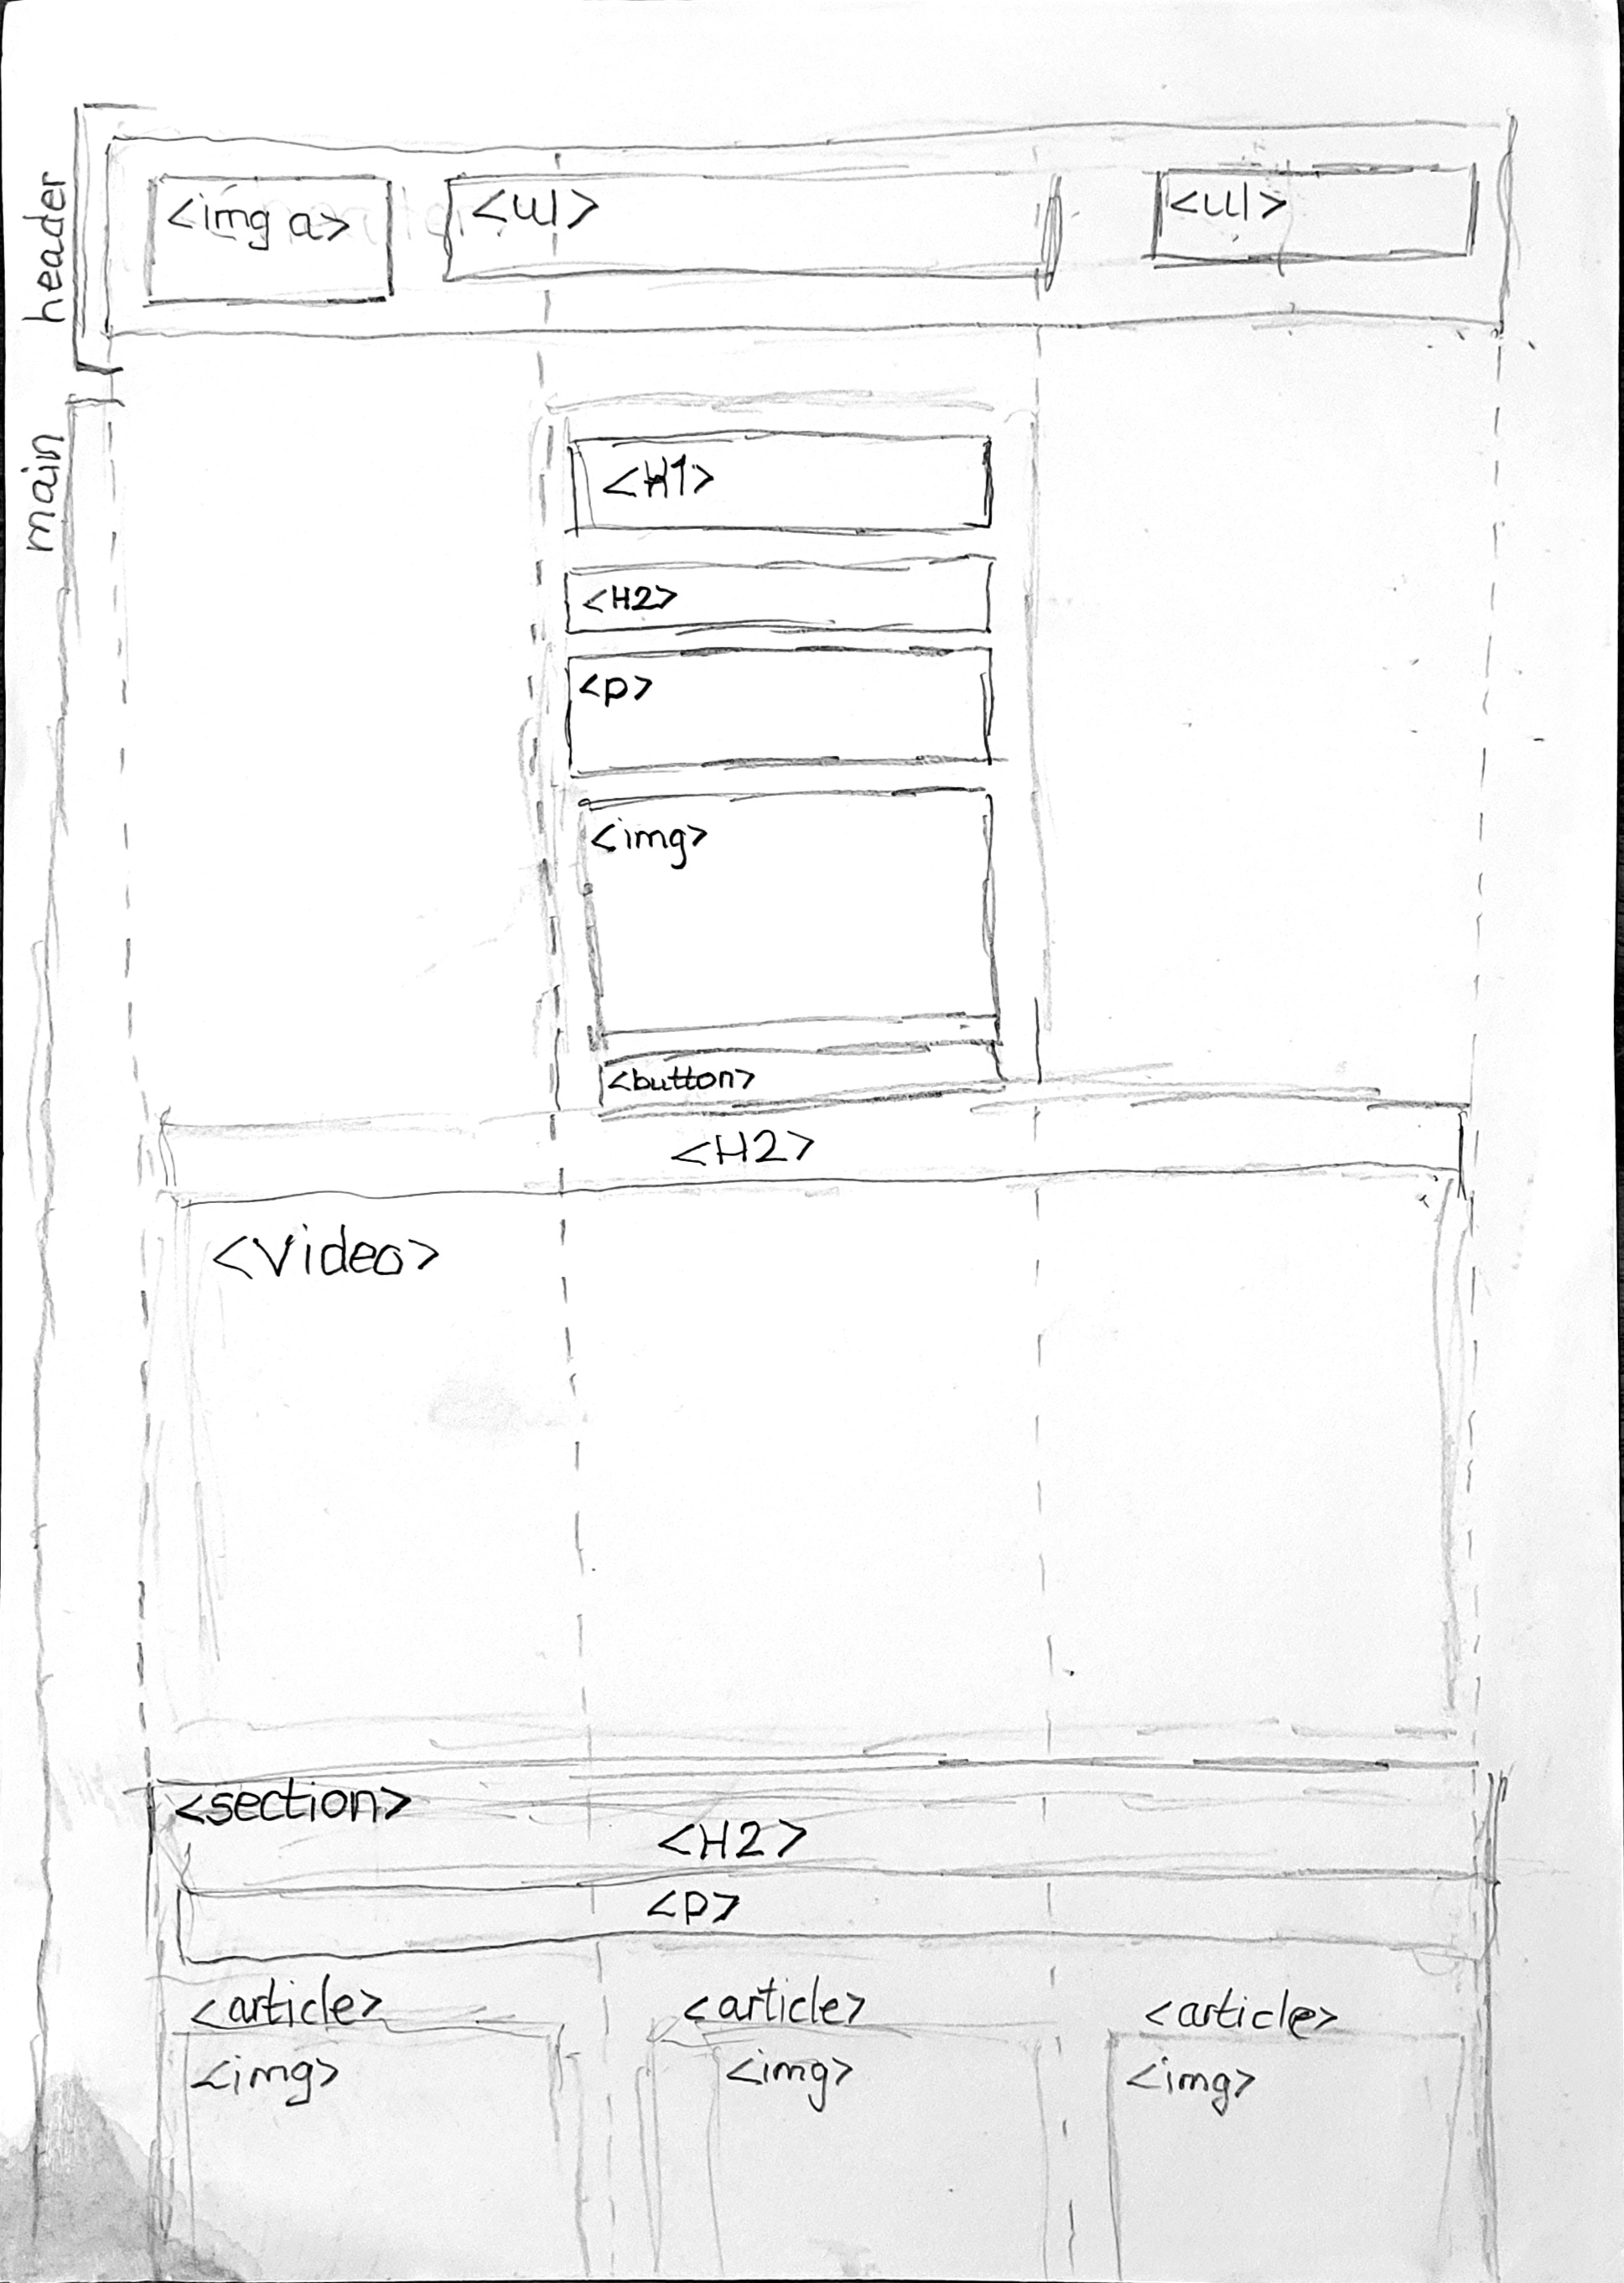 header
<img a>
<ul>
<ul>
main
<H1>
<H2>
<p>
<img>
<button>
<H2>
<Video>
<section>
<H2>
<p>
<article>
<article>
<article>
<img>
<img>
<img>